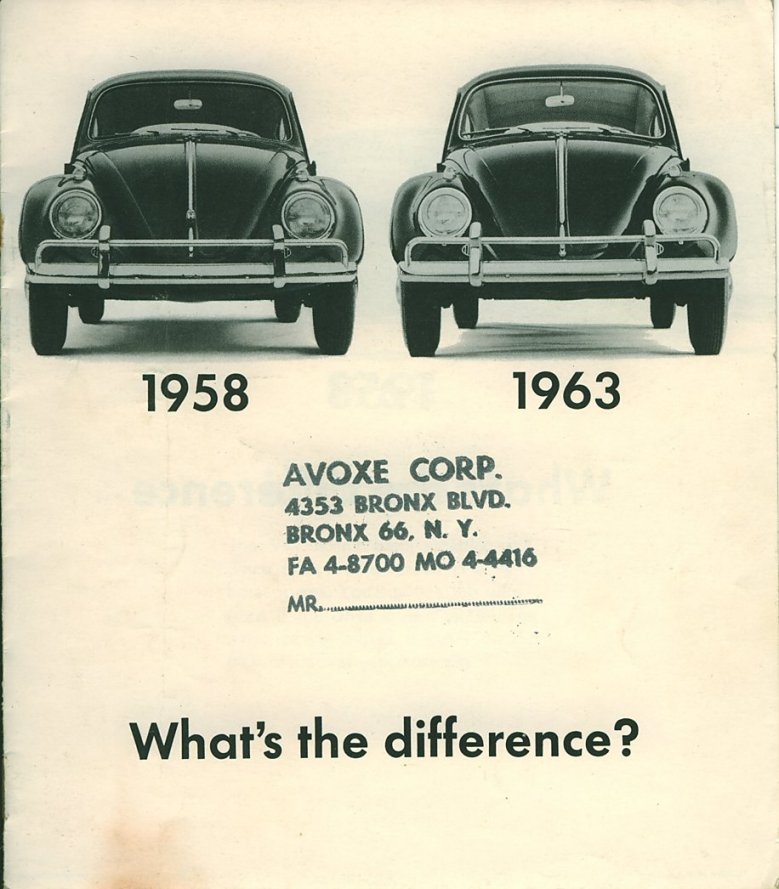 1958
1963
AVOXE CORP.
4353 BRONX BLVD.
BRONX 66, N. Y.
FA 4-8700 MO 4-4416
MR.
What's the difference?